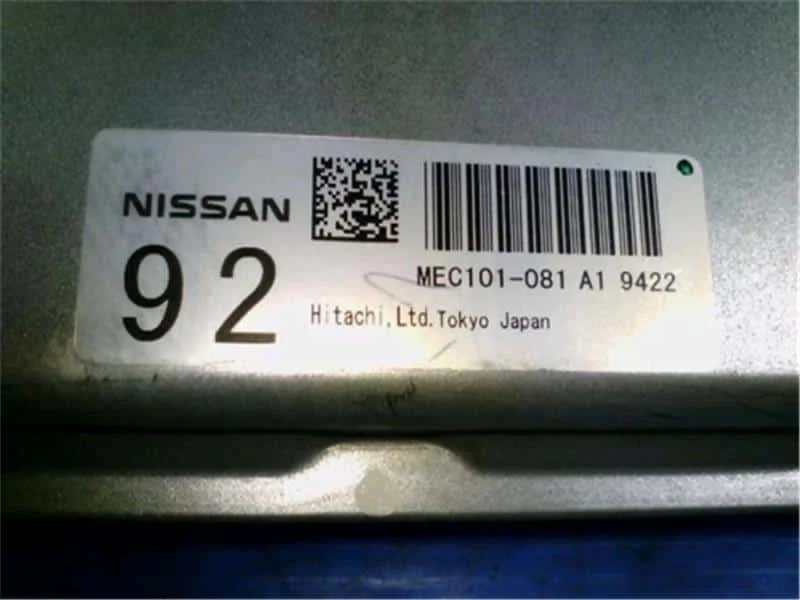 NISSAN
92
MEC101-081 A1 9422
Hitachi,Ltd.Tokyo Japan